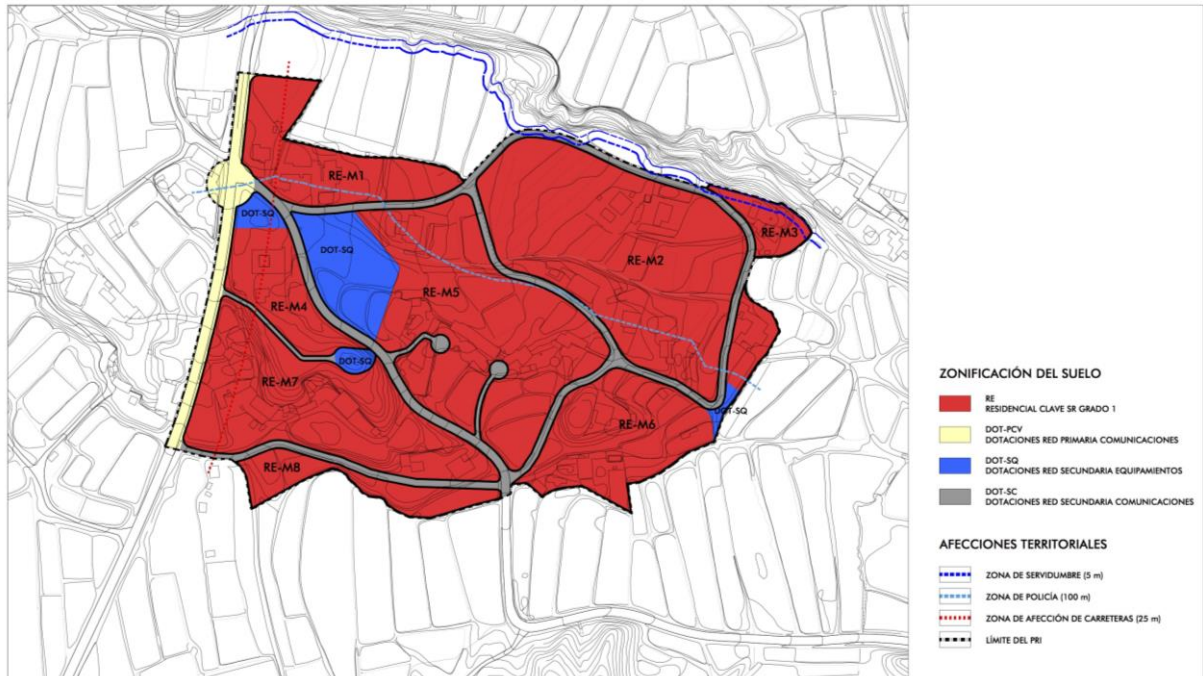 RE-M1
DOT-SQ
DOT-SQ
RE-M3
RE-M2
RE-M5
RE-M4
DOT-SQ
RE-M7
DOT-SQ
RE-M6
RE-M8
ZONIFICACIÓN DEL SUELO
RE
RESIDENCIAL CLAVE SR GRADO 1
DOT-PCV
DOTACIONES RED PRIMARIA COMUNICACIONES
DOT-SQ
DOTACIONES RED SECUNDARIA EQUIPAMIENTOS
DOT-SC
DOTACIONES RED SECUNDARIA COMUNICACIONES
AFECCIONES TERRITORIALES
ZONA DE SERVIDUMBRE (5 m)
ZONA DE POLICÍA (100 m)
ZONA DE AFECCIÓN DE CARRETERAS (25 m)
LÍMITE DEL PRI